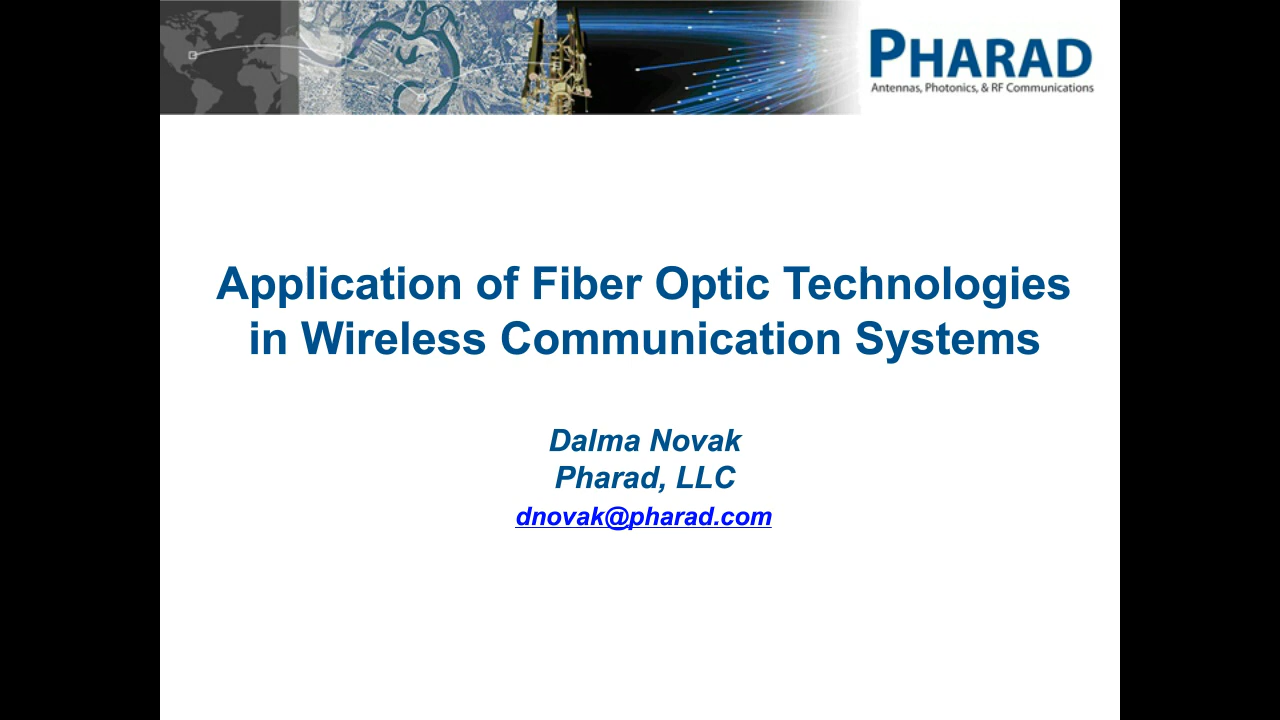 PHARAD
Antennas, Photonics, & RF Communications
Application of Fiber Optic Technologies
in Wireless Communication Systems
Dalma Novak
Pharad, LLC
dnovak@pharad.com